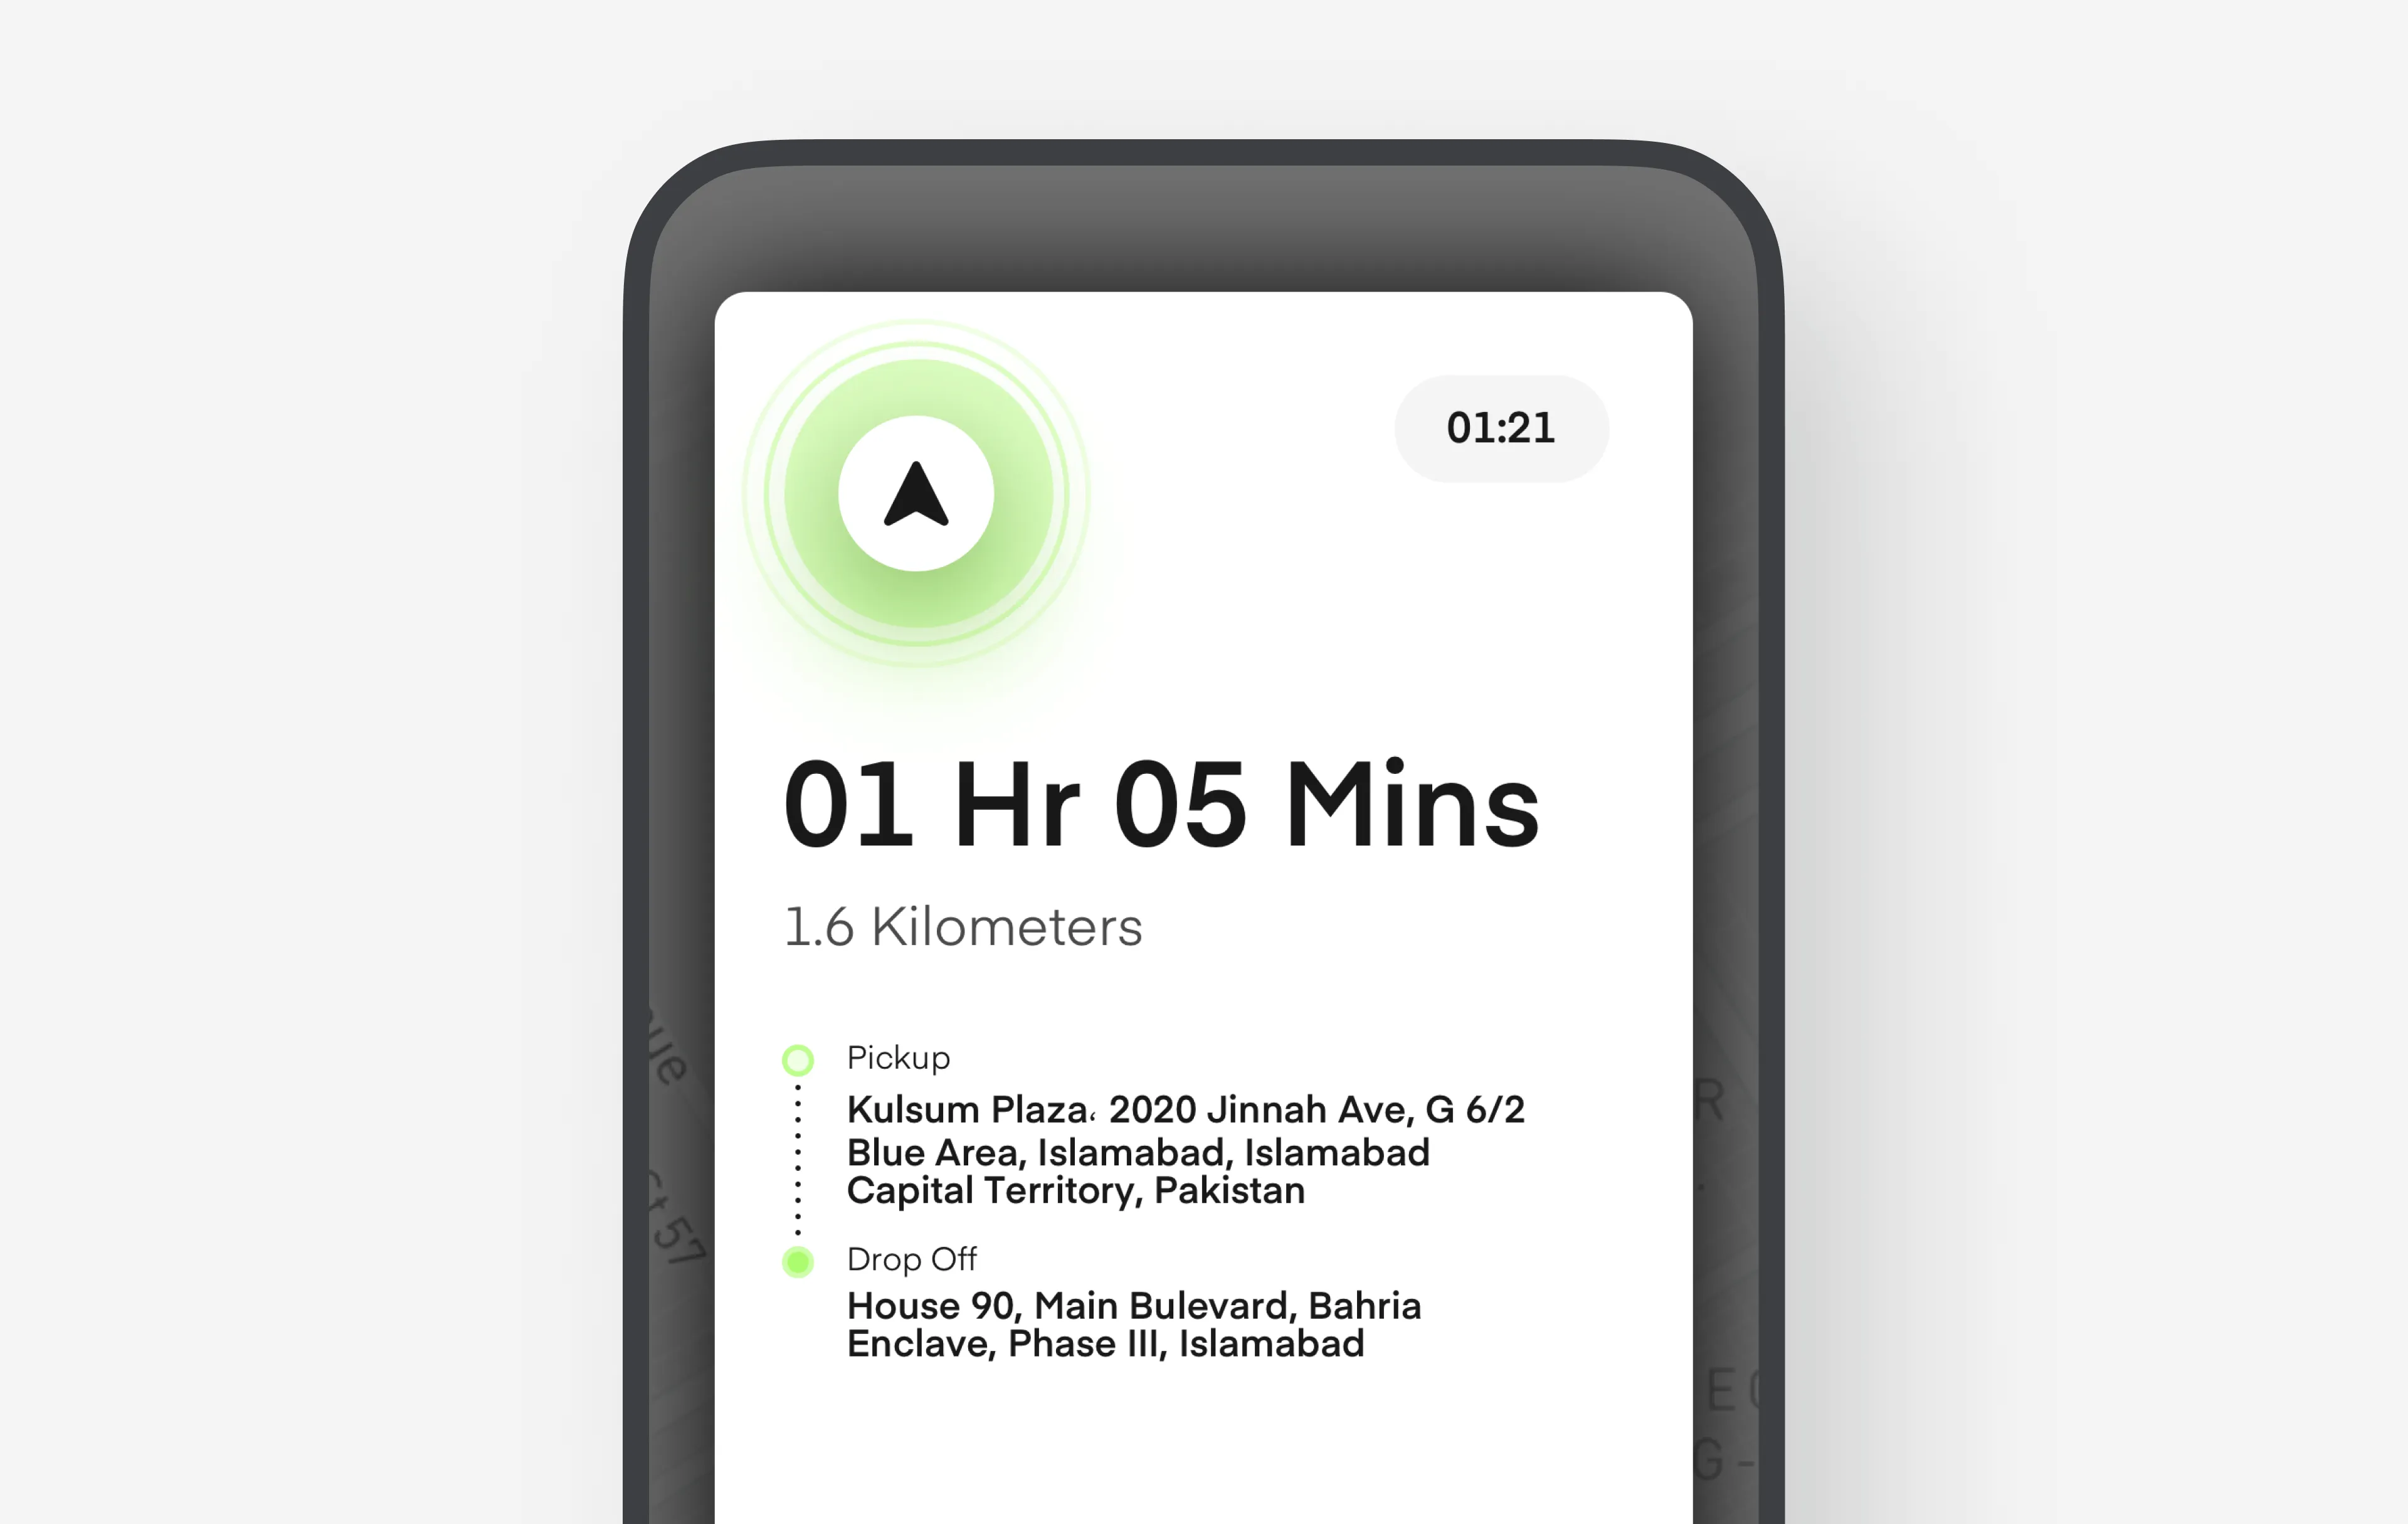 01:21
01 Hr 05 Mins
1.6 Kilometers
Pickup
Kulsum Plaza، 2020 Jinnah Ave, G 6/2
Blue Area, Islamabad, Islamabad
Capital Territory, Pakistan
Drop Off
House 90, Main Bulevard, Bahria
Enclave, Phase III, Islamabad
57
R
G-